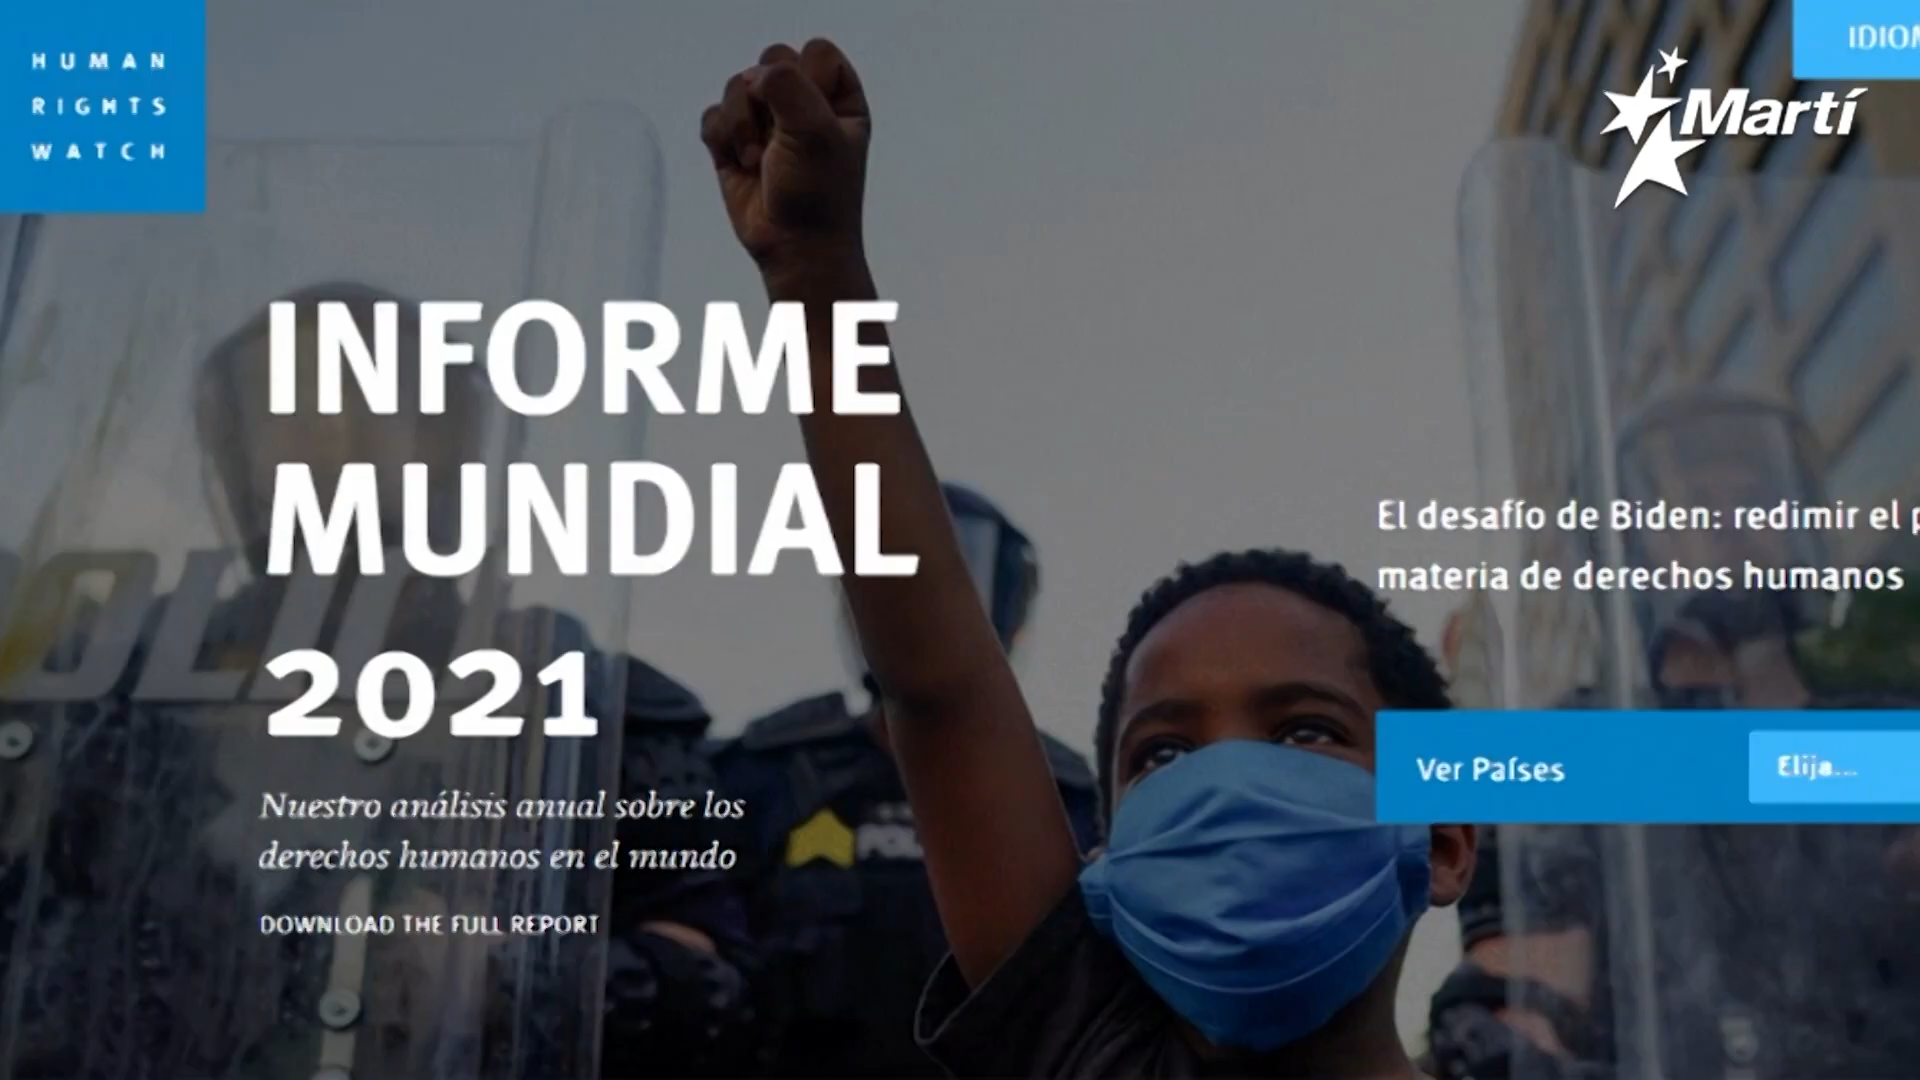 HUMAN
RIGHTS
WATCH
Martí
INFORME
MUNDIAL
2021
Nuestro análisis anual sobre los
derechos humanos en el mundo
DOWNLOAD THE FULL REPORT
El desafío de Biden: redimir el
materia de derechos humanos
Ver Países
Elija...